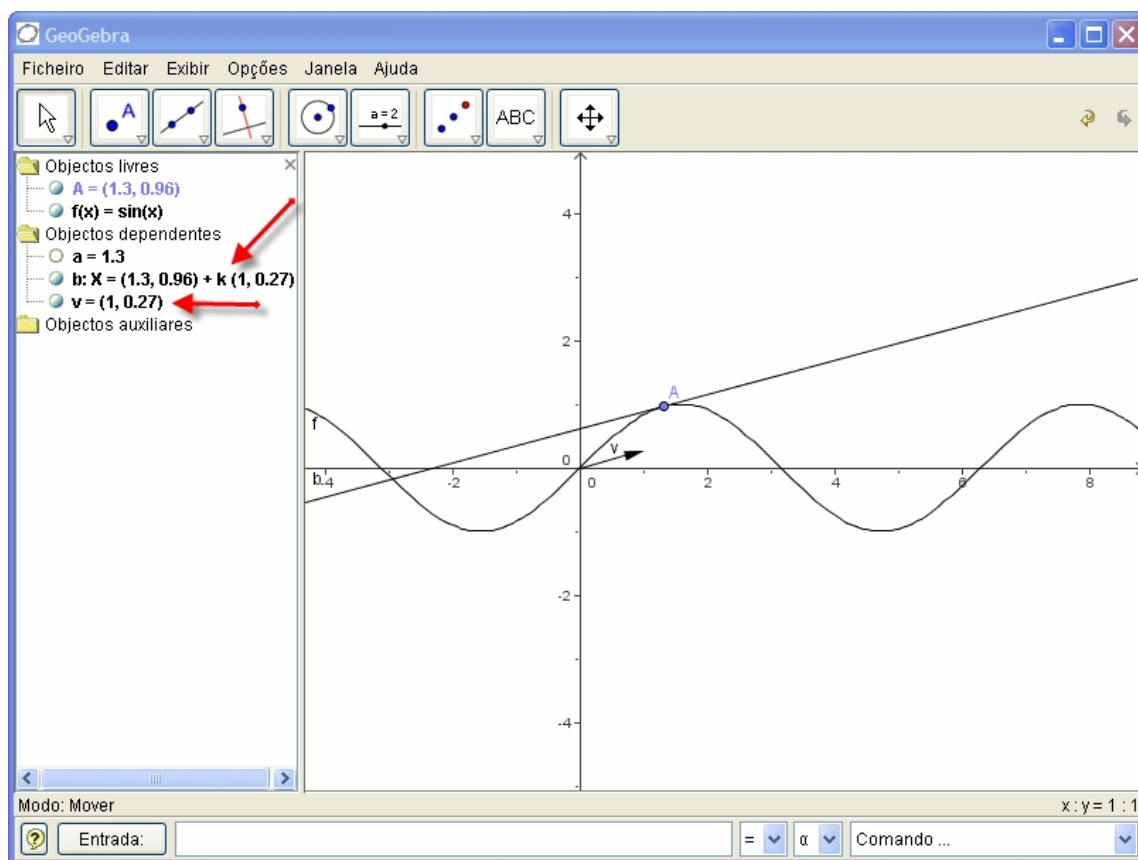 GeoGebra
Ficheiro Editar Exibir Opções Janela Ajuda
A
a = 2
ABC
Objectos livres
A = (1.3, 0.96)
f(x) = sin(x)
Objectos dependentes
a = 1.3
b: X = (1.3, 0.96) + k (1, 0.27)
v = (1, 0.27)
Objectos auxiliares
4
2
A
f
v
0
b
-4 -2 0 2 4 6 8
-2
-4
Modo: Mover x : y = 1 : 1
Entrada: = α Comando ...